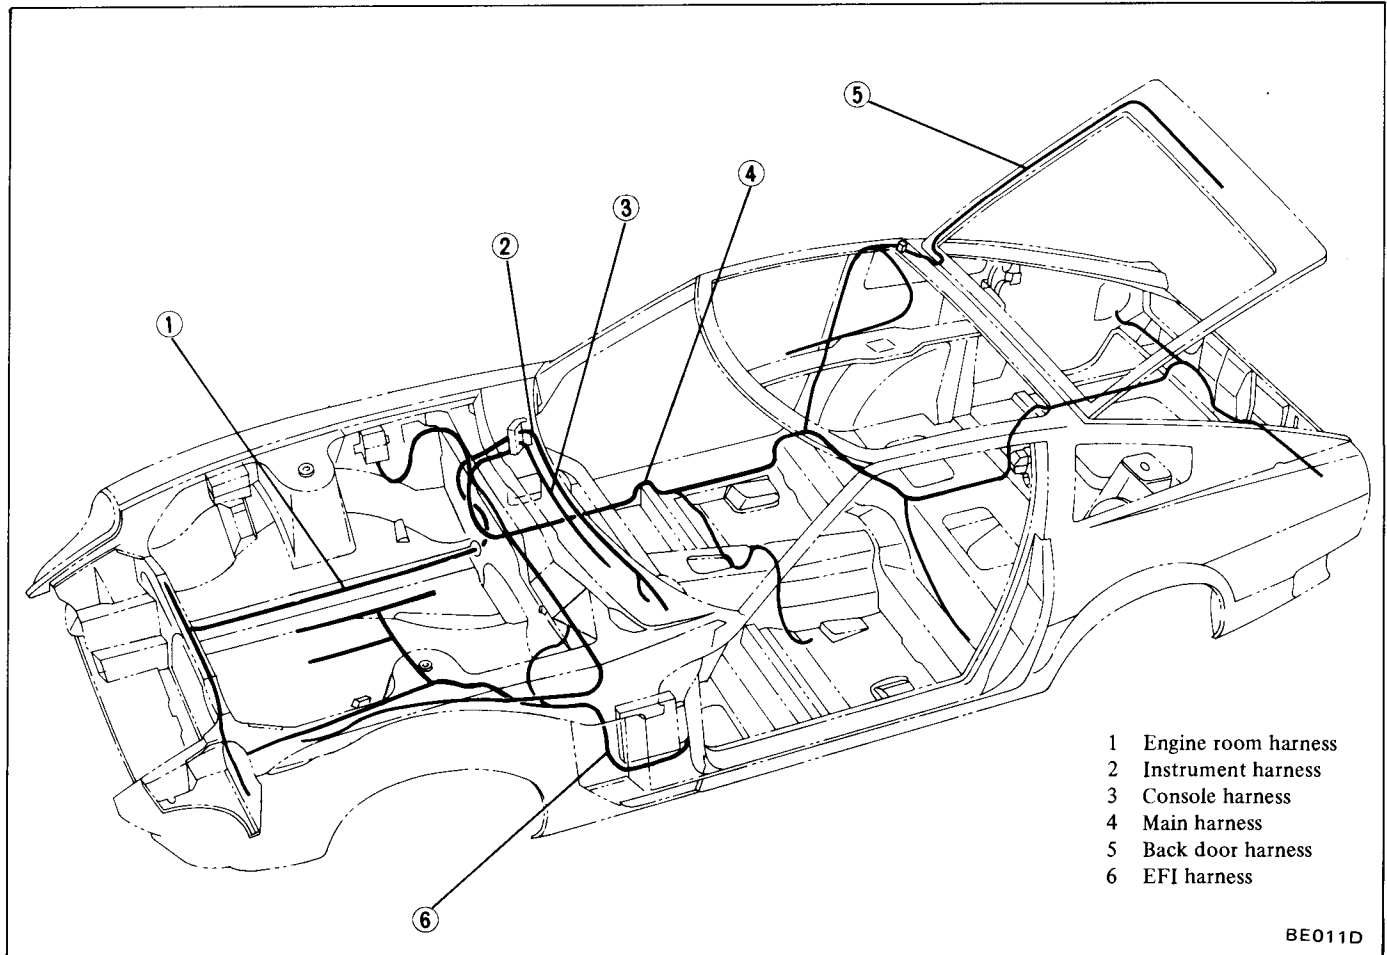 5
4
3
2
1
6
1 Engine room harness
2 Instrument harness
3 Console harness
4 Main harness
5 Back door harness
6 EFI harness
BE011D